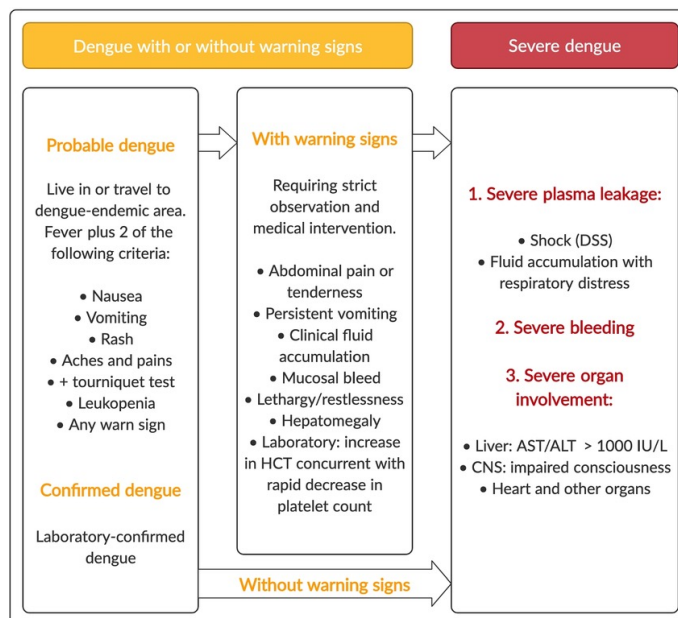 Dengue with or without warning signs
Severe dengue
Probable dengue
Live in or travel to
dengue-endemic area.
Fever plus 2 of the
following criteria:
• Nausea
• Vomiting
• Rash
• Aches and pains
• + tourniquet test
• Leukopenia
• Any warn sign
Confirmed dengue
Laboratory-confirmed
dengue
With warning signs
Requiring strict
observation and
medical intervention.
• Abdominal pain or
tenderness
• Persistent vomiting
• Clinical fluid
accumulation
• Mucosal bleed
• Lethargy/restlessness
• Hepatomegaly
• Laboratory: increase
in HCT concurrent with
rapid decrease in
platelet count
Without warning signs
1. Severe plasma leakage:
• Shock (DSS)
• Fluid accumulation with
respiratory distress
2. Severe bleeding
3. Severe organ
involvement:
• Liver: AST/ALT > 1000 IU/L
• CNS: impaired consciousness
• Heart and other organs